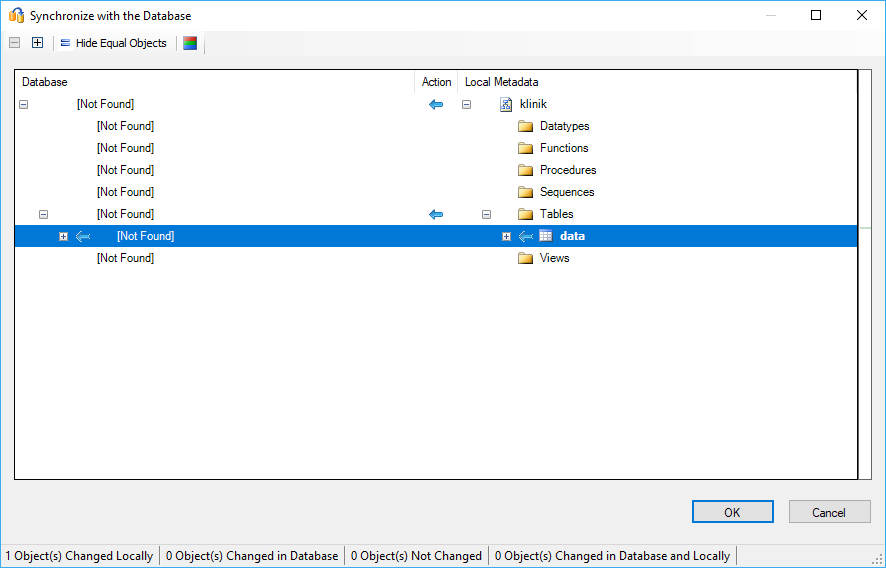 Synchronize with the Database
Hide Equal Objects
Database Action Local Metadata
[Not Found] klinik
[Not Found] Datatypes
[Not Found] Functions
[Not Found] Procedures
[Not Found] Sequences
[Not Found] Tables
[Not Found] data
[Not Found] Views
OK Cancel
1 Object(s) Changed Locally 0 Object(s) Changed in Database 0 Object(s) Not Changed 0 Object(s) Changed in Database and Locally